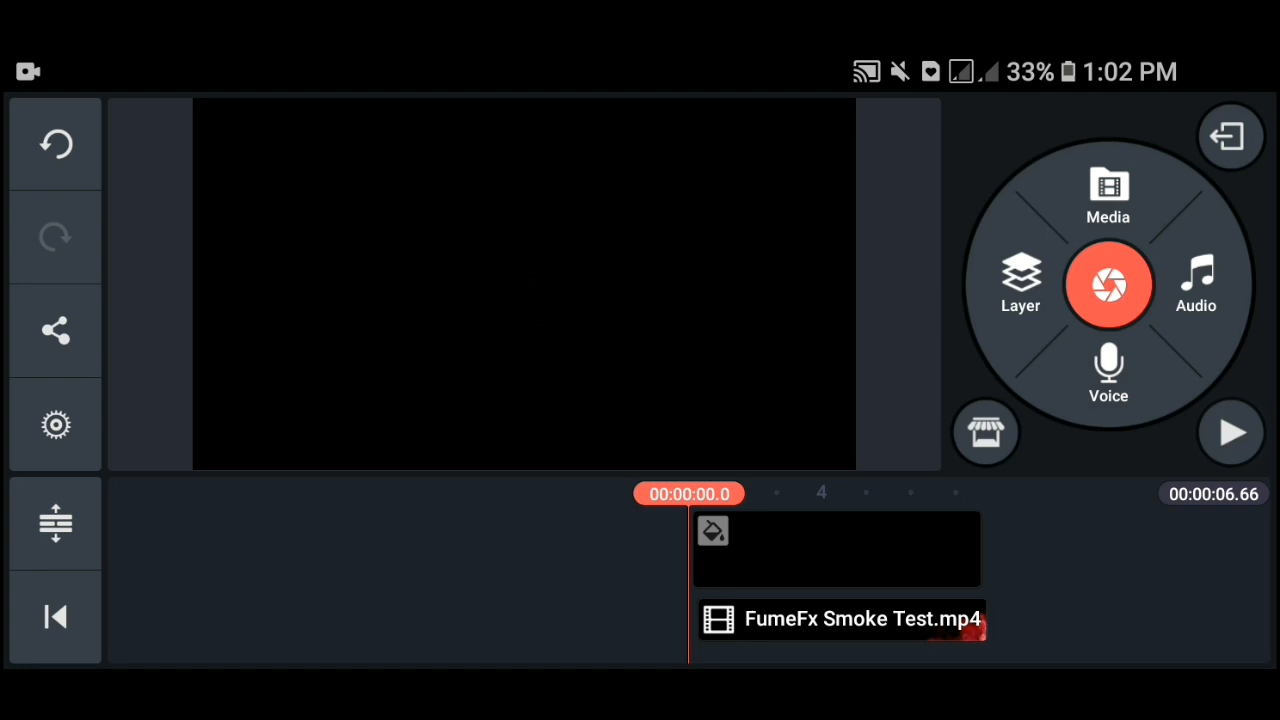 33% 1:02 PM
Media
Layer
Audio
Voice
00:00:00.0
4
00:00:06.66
FumeFx Smoke Test.mp4